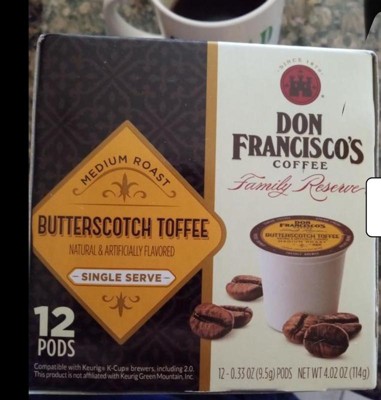 SINCE 1870
DON
FRANCISCO'S
COFFEE
Family Reserve
MEDIUM ROAST
BUTTERSCOTCH TOFFEE
NATURAL & ARTIFICIALLY FLAVORED
SINGLE SERVE
12
PODS
Compatible with Keurig® K-Cup® brewers, including 2.0.
This product is not affiliated with Keurig Green Mountain, Inc.
DON
FRANCISCO'S
BUTTERSCOTCH TOFFEE
12 - 0.33 OZ (9.5g) PODS NET WT 4.02 OZ (114g)